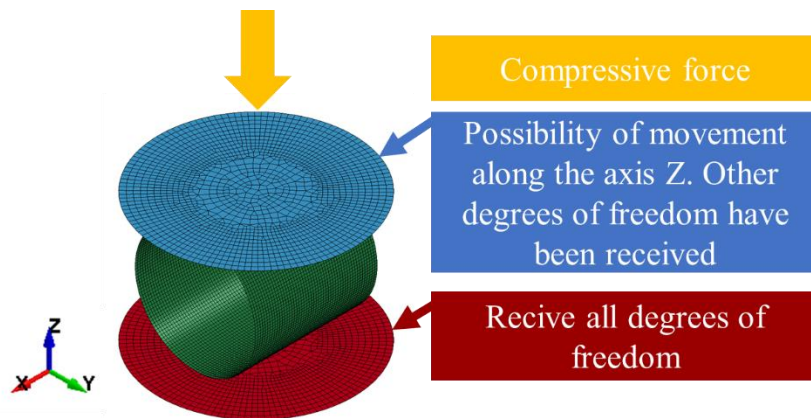 Compressive force
Possibility of movement
along the axis Z. Other
degrees of freedom have
been received
Recive all degrees of
freedom
Z
X
Y